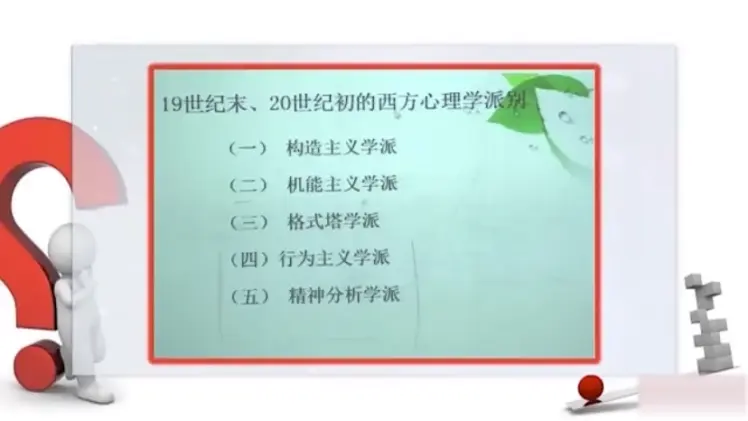 19世纪末、20世纪初的西方心理学派别
（一） 构造主义学派
（二） 机能主义学派
（三） 格式塔学派
（四）行为主义学派
（五） 精神分析学派